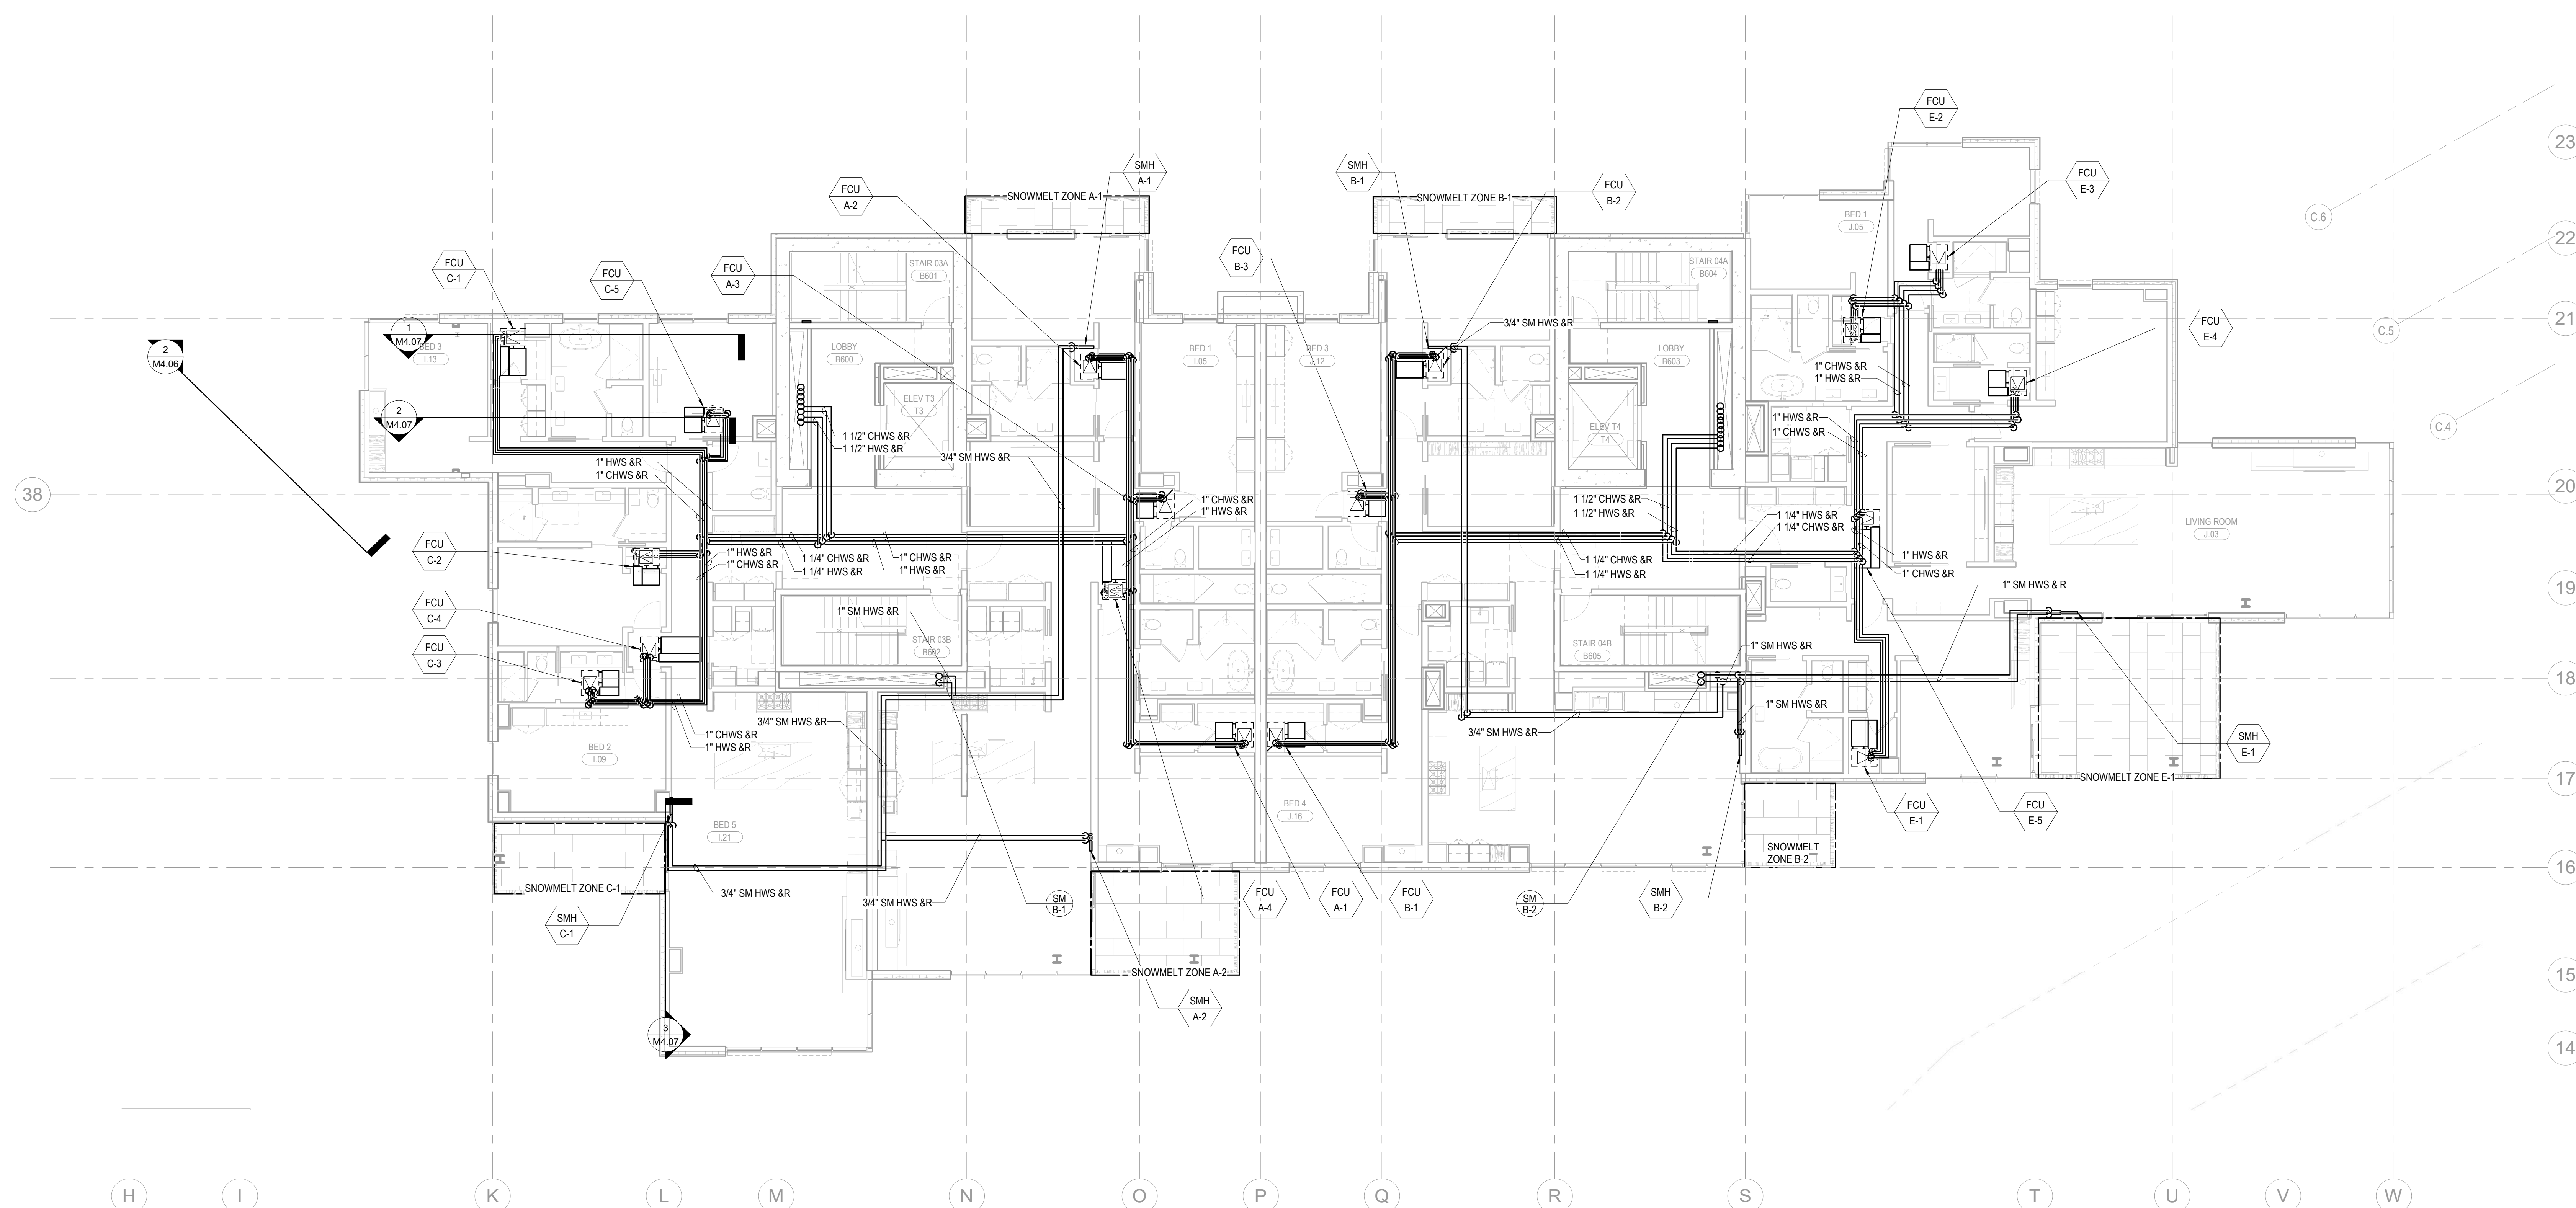 FCU
E-2
23
SMH
A-1
SMH
B-1
FCU
E-3
FCU
A-2
FCU
B-2
SNOWMELT ZONE A-1
SNOWMELT ZONE B-1
BED 1
J.05
C.6
22
FCU
B-3
FCU
C-1
FCU
C-5
FCU
A-3
STAIR 03A
B601
STAIR 04A
B604
1
M4.07
BED 3
I.13
2
M4.06
3/4" SM HWS &R
21
C.5
FCU
E-4
LOBBY
B600
BED 1
I.05
BED 3
J.12
LOBBY
B603
1" CHWS &R
1" HWS &R
ELEV T3
T3
2
M4.07
ELEV T4
T4
1" HWS &R
1" CHWS &R
C.4
1 1/2" CHWS &R
1 1/2" HWS &R
3/4" SM HWS &R
1" HWS &R
1" CHWS &R
38
20
1" CHWS &R
1" HWS &R
1 1/2" CHWS &R
1 1/2" HWS &R
1 1/4" HWS &R
1 1/4" CHWS &R
LIVING ROOM
J.03
FCU
C-2
1" HWS &R
1" CHWS &R
1 1/4" CHWS &R
1 1/4" HWS &R
1" CHWS &R
1" HWS &R
1 1/4" CHWS &R
1 1/4" HWS &R
1" HWS &R
1" CHWS &R
1" SM HWS & R
19
FCU
C-4
1" SM HWS &R
FCU
C-3
STAIR 03B
B602
STAIR 04B
B605
1" SM HWS &R
18
1" SM HWS &R
3/4" SM HWS &R
3/4" SM HWS &R
1" CHWS &R
1" HWS &R
BED 2
I.09
SMH
E-1
SNOWMELT ZONE E-1
17
BED 4
J.16
FCU
E-1
FCU
E-5
BED 5
I.21
SNOWMELT
ZONE B-2
16
SNOWMELT ZONE C-1
3/4" SM HWS &R
3/4" SM HWS &R
SM
B-1
FCU
A-4
FCU
A-1
FCU
B-1
SM
B-2
SMH
B-2
SMH
C-1
SNOWMELT ZONE A-2
15
SMH
A-2
3
M4.07
14
H
I
K
L
M
N
O
P
Q
R
S
T
U
V
W